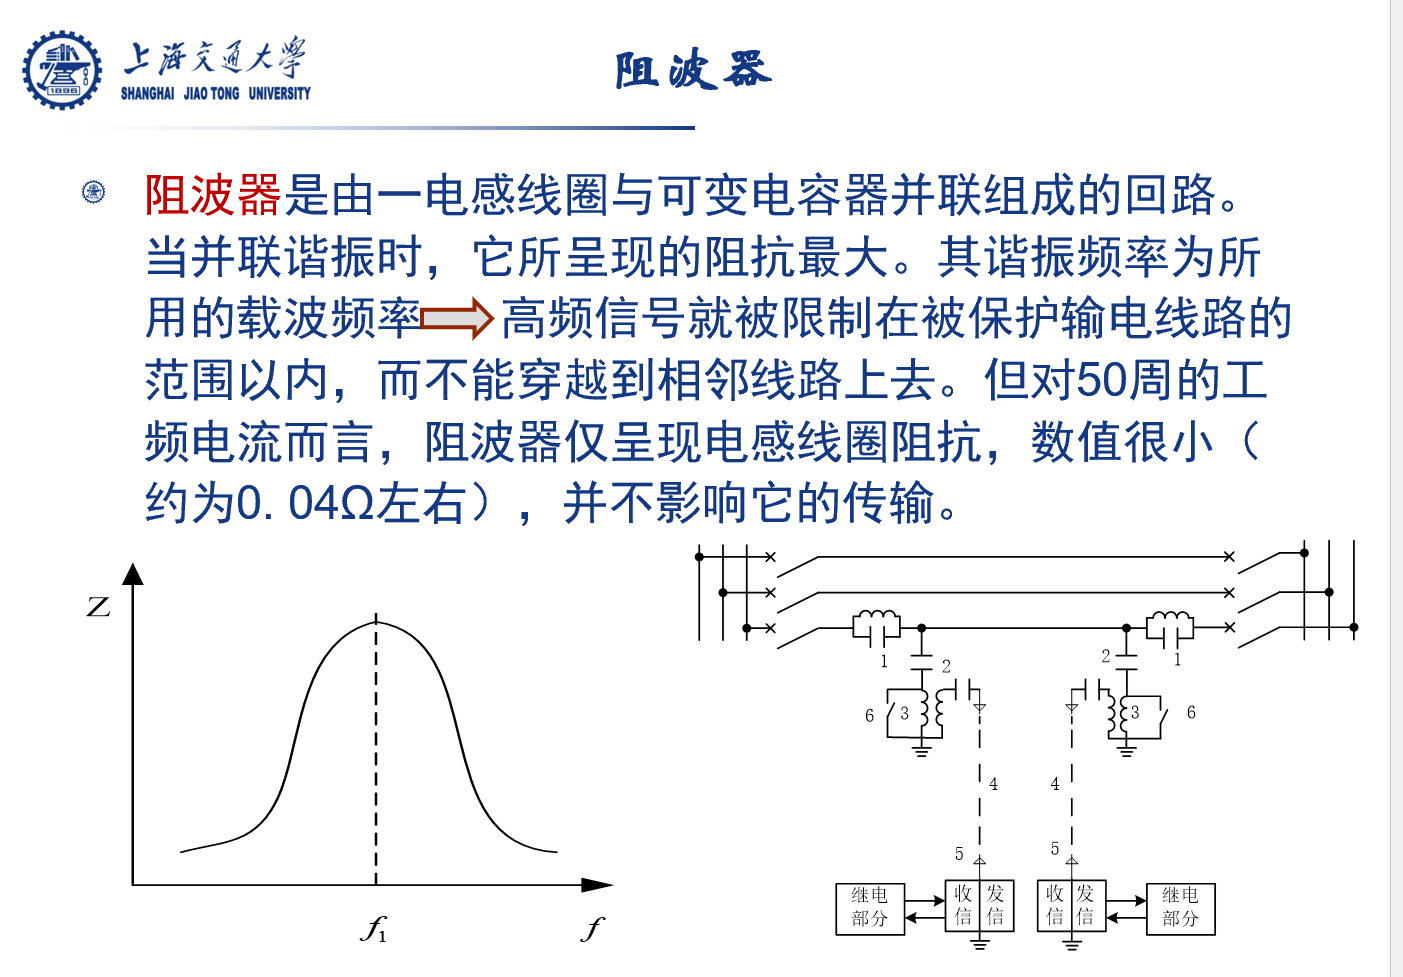 上海交通大学
SHANGHAI JIAO TONG UNIVERSITY
1896
阻波器
阻波器是由一电感线圈与可变电容器并联组成的回路。
当并联谐振时，它所呈现的阻抗最大。其谐振频率为所
用的载波频率 高频信号就被限制在被保护输电线路的
范围以内，而不能穿越到相邻线路上去。但对50周的工
频电流而言，阻波器仅呈现电感线圈阻抗，数值很小（
约为0.04Ω左右），并不影响它的传输。
Z
f1
f
1
2
3
6
4
5
继电
部分
收信
发信
1
2
3
6
4
5
收信
发信
继电
部分